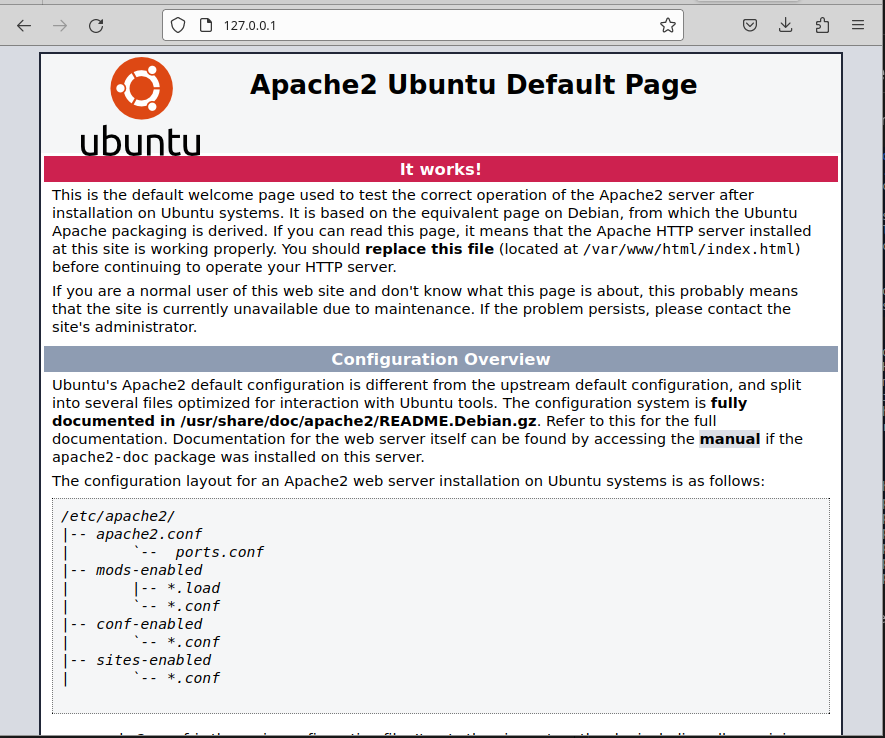 127.0.0.1
ubuntu
Apache2 Ubuntu Default Page
It works!
This is the default welcome page used to test the correct operation of the Apache2 server after
installation on Ubuntu systems. It is based on the equivalent page on Debian, from which the Ubuntu
Apache packaging is derived. If you can read this page, it means that the Apache HTTP server installed
at this site is working properly. You should replace this file (located at /var/www/html/index.html)
before continuing to operate your HTTP server.
If you are a normal user of this web site and don't know what this page is about, this probably means
that the site is currently unavailable due to maintenance. If the problem persists, please contact the
site's administrator.
Configuration Overview
Ubuntu's Apache2 default configuration is different from the upstream default configuration, and split
into several files optimized for interaction with Ubuntu tools. The configuration system is fully
documented in /usr/share/doc/apache2/README.Debian.gz. Refer to this for the full
documentation. Documentation for the web server itself can be found by accessing the manual if the
apache2-doc package was installed on this server.
The configuration layout for an Apache2 web server installation on Ubuntu systems is as follows:
/etc/apache2/
|-- apache2.conf
|       `--  ports.conf
|-- mods-enabled
|       |-- *.load
|       `-- *.conf
|-- conf-enabled
|       `-- *.conf
|-- sites-enabled
|       `-- *.conf